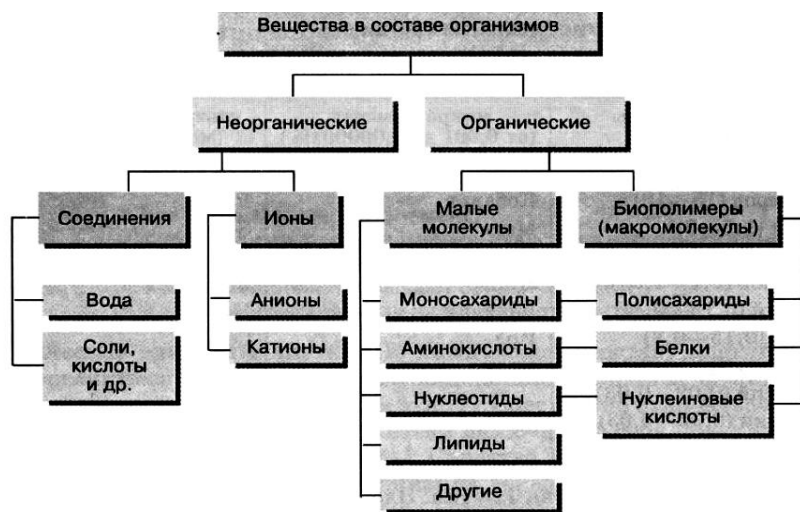 Вещества в составе организмов
Неорганические
Органические
Соединения
Ионы
Малые
молекулы
Биополимеры
(макромолекулы)
Вода
Анионы
Моносахариды
Полисахариды
Соли,
кислоты
и др.
Катионы
Аминокислоты
Белки
Нуклеотиды
Нуклеиновые
кислоты
Липиды
Другие